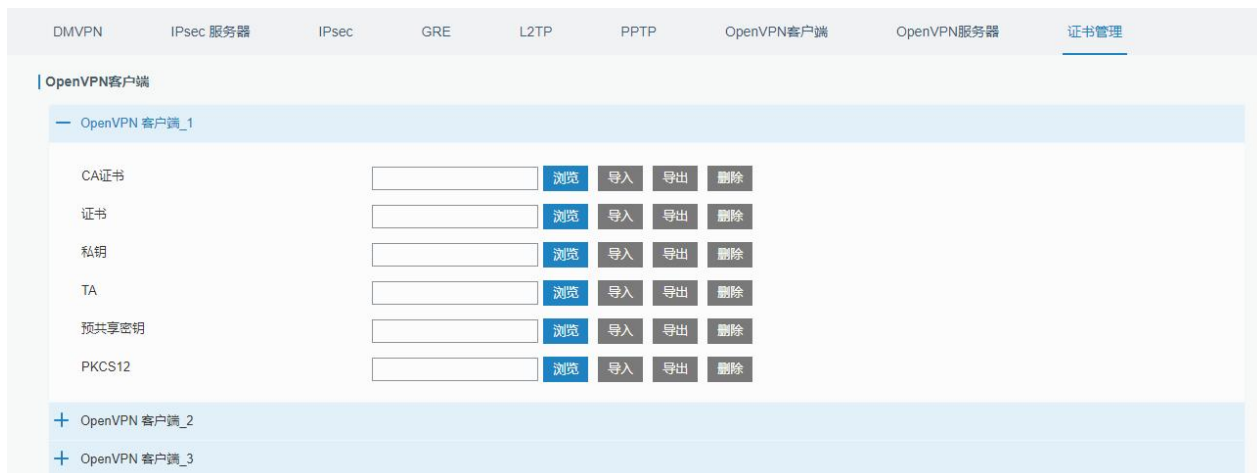 DMVPN IPsec 服务器 IPsec GRE L2TP PPTP OpenVPN客户端 OpenVPN服务器 证书管理
OpenVPN客户端
OpenVPN 客户端_1
CA证书 浏览 导入 导出 删除
证书 浏览 导入 导出 删除
私钥 浏览 导入 导出 删除
TA 浏览 导入 导出 删除
预共享密钥 浏览 导入 导出 删除
PKCS12 浏览 导入 导出 删除
OpenVPN 客户端_2
OpenVPN 客户端_3